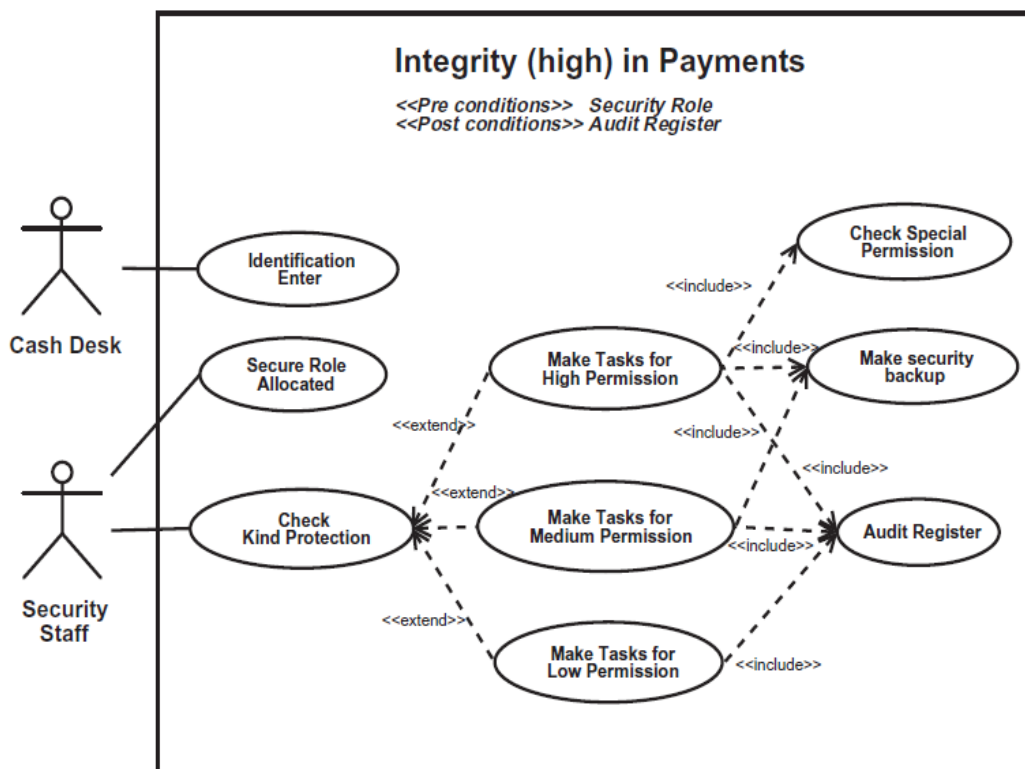 Integrity (high) in Payments
<<Pre conditions>> Security Role
<<Post conditions>> Audit Register
Cash Desk
Identification
Enter
Secure Role
Allocated
Security
Staff
Check
Kind Protection
<<extend>>
<<extend>>
<<extend>>
Make Tasks for
High Permission
Make Tasks for
Medium Permission
Make Tasks for
Low Permission
<<include>>
<<include>>
<<include>>
<<include>>
<<include>>
<<include>>
Check Special
Permission
Make security
backup
Audit Register